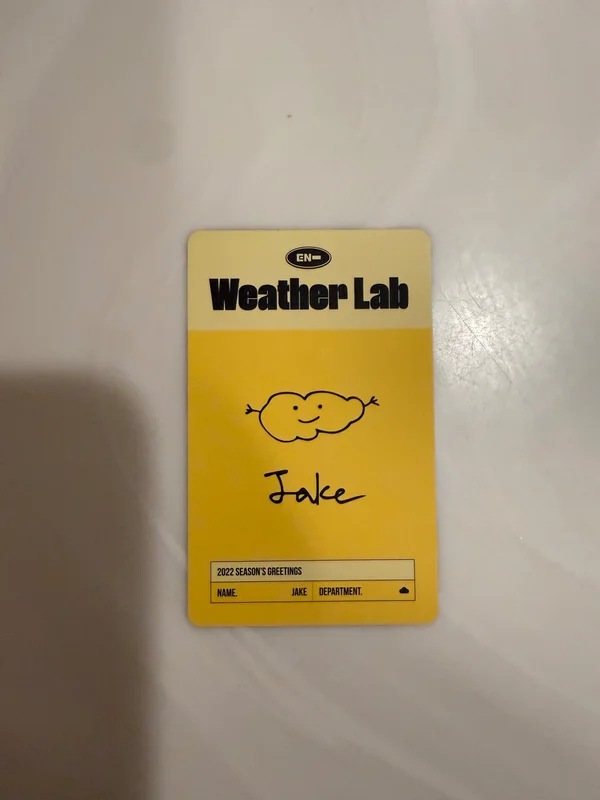 EN-
Weather Lab
Jake
2022 SEASON'S GREETINGS
NAME. JAKE DEPARTMENT.